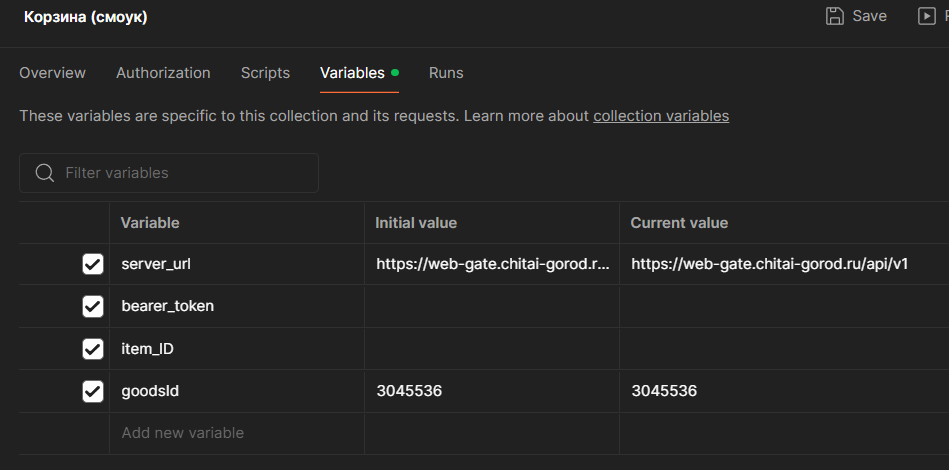 Корзина (смоук) Save
Overview Authorization Scripts Variables Runs
These variables are specific to this collection and its requests. Learn more about collection variables
Filter variables
Variable Initial value Current value
server_url https://web-gate.chitai-gorod.r... https://web-gate.chitai-gorod.ru/api/v1
bearer_token
item_ID
goodsId 3045536 3045536
Add new variable